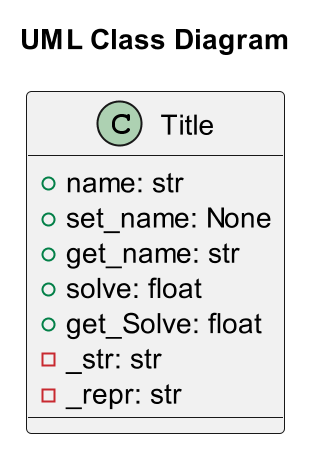 UML Class Diagram
C Title
name: str
set_name: None
get_name: str
solve: float
get_Solve: float
_str: str
_repr: str